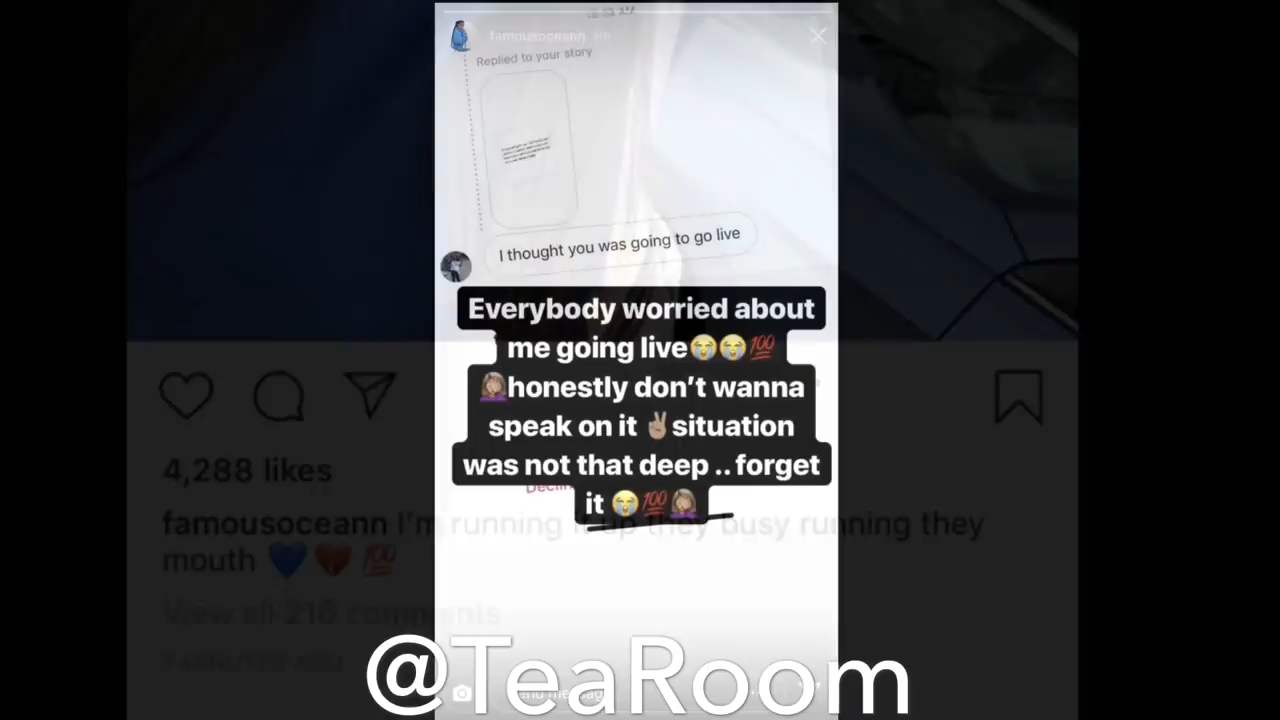 famousoceann
Replied to your story
I thought you was going to go live
Everybody worried about
me going live😭😭💯
🤦🏽‍♀️honestly don’t wanna
speak on it ✌🏽situation
was not that deep .. forget
it 😭💯🤦🏽‍♀️
4,288 likes
famousoceann I'm running it up they busy running they
mouth 💙❤️💯
View all 216 comments
@TeaRoom